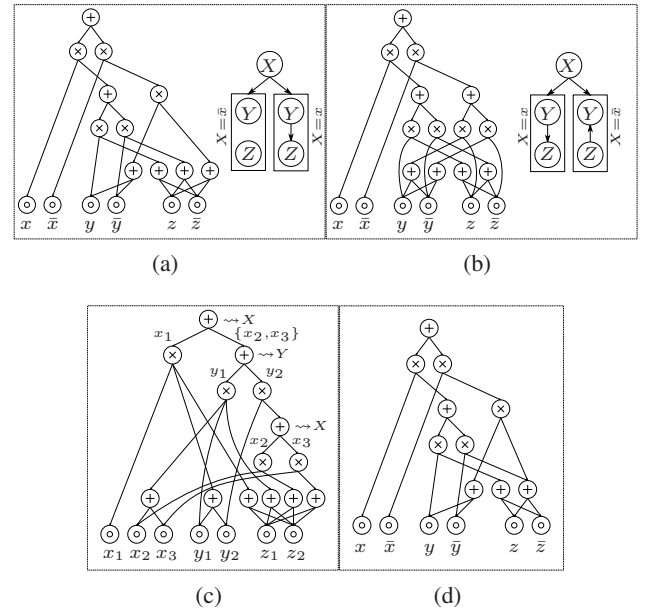 X
Y
Y
Z
Z
X = x̄
X = x
x x̄ y ȳ z z̄
(a)
X
Y
Y
Z
Z
X = x
X = x̄
x x̄ y ȳ z z̄
(b)
⇝X
x₁ {x₂, x₃}
⇝Y
y₁ y₂
⇝X
x₂ x₃
x₁ x₂ x₃ y₁ y₂ z₁ z₂
(c)
x x̄ y ȳ z z̄
(d)